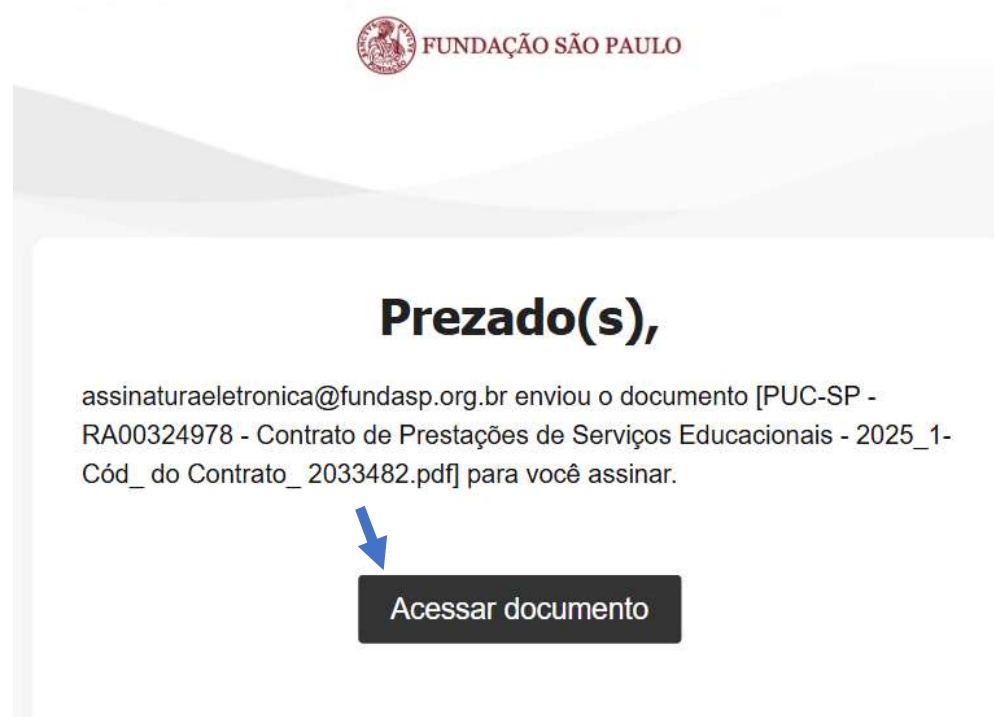 FUNDAÇÃO SÃO PAULO
Prezado(s),
assinaturaeletronica@fundasp.org.br enviou o documento [PUC-SP -
RA00324978 - Contrato de Prestações de Serviços Educacionais - 2025_1-
Cód_ do Contrato_ 2033482.pdf] para você assinar.
Acessar documento